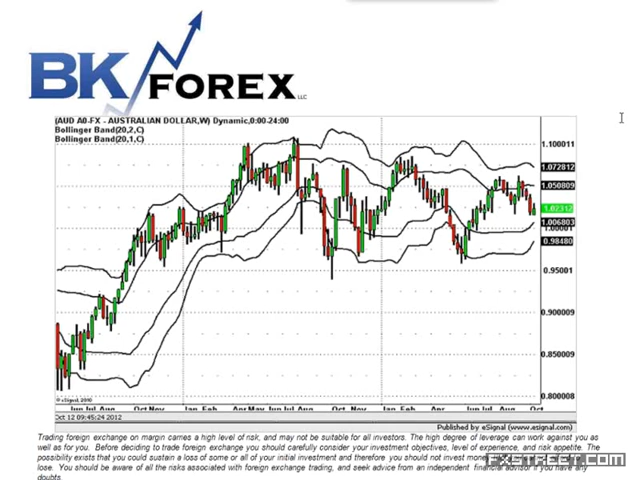 BK FOREX LLC
(AUD A0-FX - AUSTRALIAN DOLLAR,W) Dynamic,0:00-24:00
Bollinger Band(20,2,C)
Bollinger Band(20,1,C)
1.100011
1.072812
1.050809
1.02312
1.006803
1.00001
0.98480
0.95001
0.900009
0.850009
0.800008
© eSignal, 2010
Jun Jul Aug Oct Nov Jan Feb Apr May Jun Jul Aug Oct Nov Jan Feb Apr Jun Jul Aug Oct
Oct 12 09:45:24 2012
Published by eSignal (www.esignal.com)
Trading foreign exchange on margin carries a high level of risk, and may not be suitable for all investors. The high degree of leverage can work against you as
well as for you. Before deciding to trade foreign exchange you should carefully consider your investment objectives, level of experience, and risk appetite. The
possibility exists that you could sustain a loss of some or all of your initial investment and therefore you should not invest money
lose. You should be aware of all the risks associated with foreign exchange trading, and seek advice from an independent financial advisor if you have any
doubts.
FXSTREET.COM